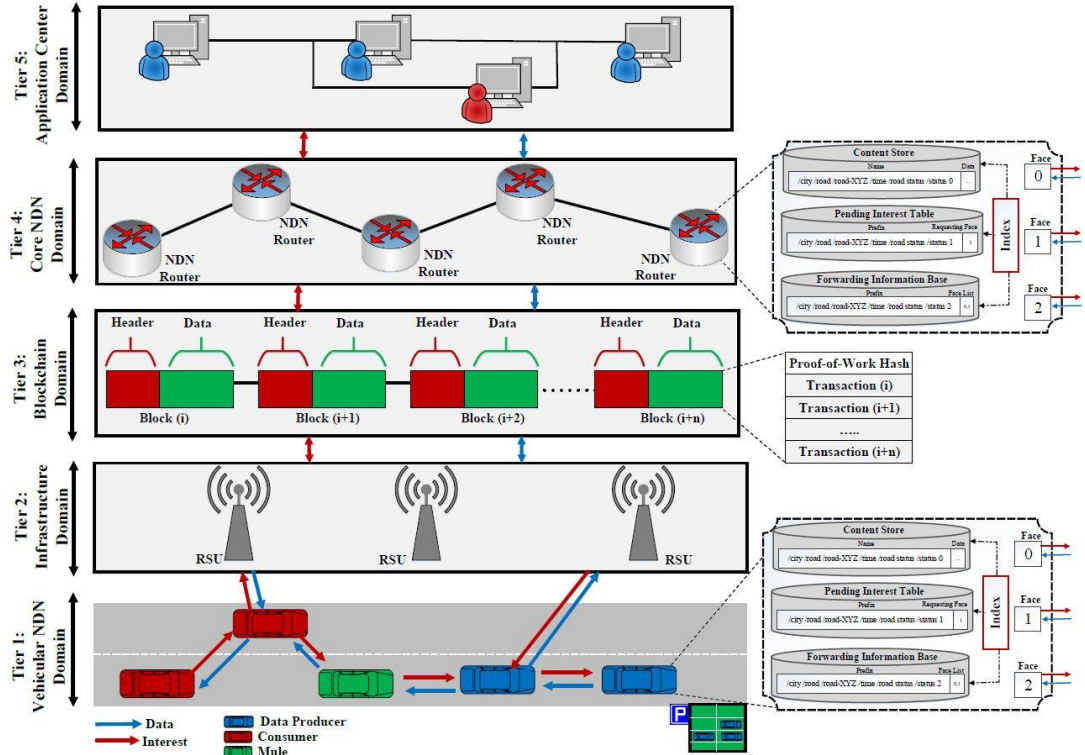 Tier 5:
Application Center
Domain
Tier 4:
Core NDN
Domain
NDN
Router
NDN
Router
NDN
Router
NDN
Router
NDN
Router
Content Store
Name Data
/city /road /road-XYZ /time /road status /status 0 ...
Pending Interest Table
Prefix Requesting Face
/city /road /road-XYZ /time /road status /status 1 1
Forwarding Information Base
Prefix Face List
/city /road /road-XYZ /time /road status /status 2 0,1
Index
Face
0
Face
1
Face
2
Tier 3:
Blockchain
Domain
Header Data Header Data Header Data Header Data
Block (i) Block (i+1) Block (i+2) Block (i+n)
Proof-of-Work Hash
Transaction (i)
Transaction (i+1)
…..
Transaction (i+n)
Tier 2:
Infrastructure
Domain
RSU RSU RSU
Tier 1:
Vehicular NDN
Domain
Content Store
Name Data
/city /road /road-XYZ /time /road status /status 0 ...
Pending Interest Table
Prefix Requesting Face
/city /road /road-XYZ /time /road status /status 1 1
Forwarding Information Base
Prefix Face List
/city /road /road-XYZ /time /road status /status 2 0,1
Index
Face
0
Face
1
Face
2
P
Data Data Producer
Interest Consumer
Mule